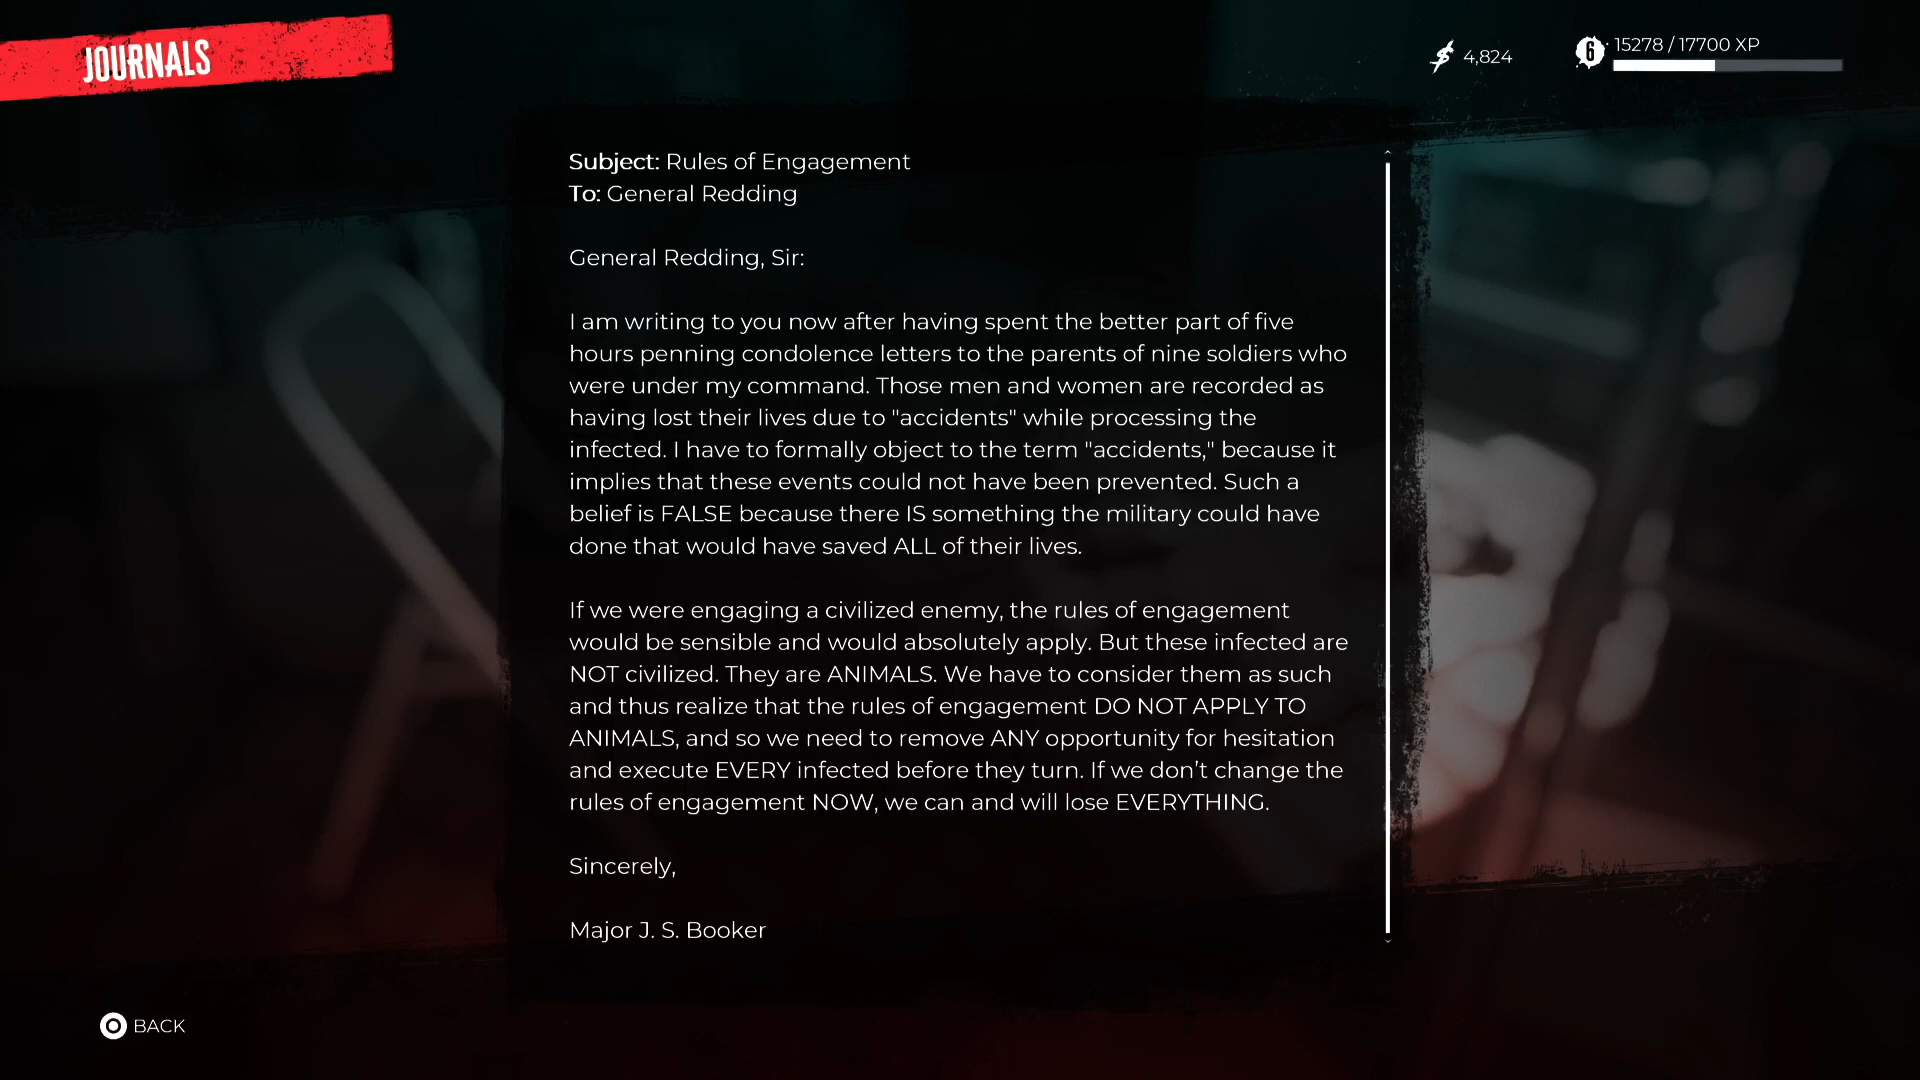 JOURNALS
4,824
6
15278 / 17700 XP
Subject: Rules of Engagement
To: General Redding
General Redding, Sir:
I am writing to you now after having spent the better part of five
hours penning condolence letters to the parents of nine soldiers who
were under my command. Those men and women are recorded as
having lost their lives due to "accidents" while processing the
infected. I have to formally object to the term "accidents," because it
implies that these events could not have been prevented. Such a
belief is FALSE because there IS something the military could have
done that would have saved ALL of their lives.
If we were engaging a civilized enemy, the rules of engagement
would be sensible and would absolutely apply. But these infected are
NOT civilized. They are ANIMALS. We have to consider them as such
and thus realize that the rules of engagement DO NOT APPLY TO
ANIMALS, and so we need to remove ANY opportunity for hesitation
and execute EVERY infected before they turn. If we don’t change the
rules of engagement NOW, we can and will lose EVERYTHING.
Sincerely,
Major J. S. Booker
BACK